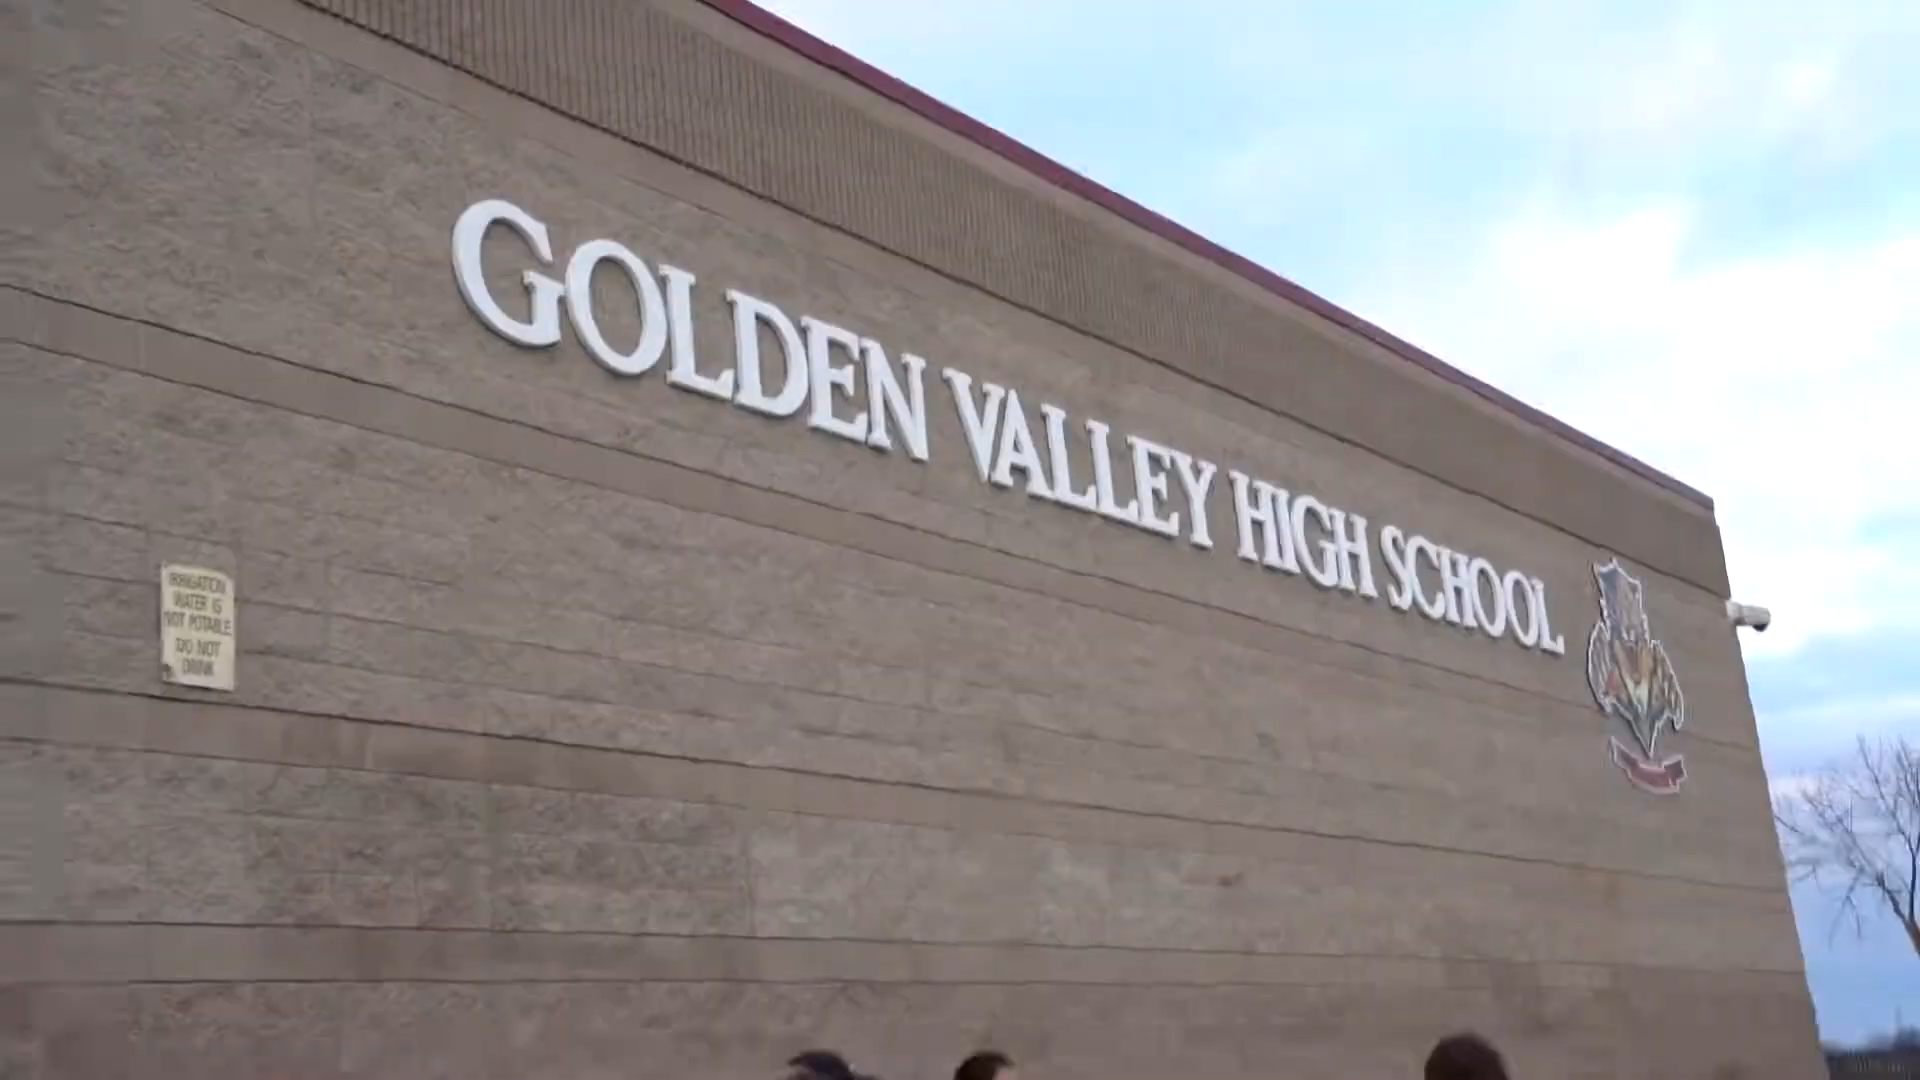 GOLDEN VALLEY HIGH SCHOOL
IRRIGATION
WATER IS
NOT POTABLE
DO NOT
DRINK